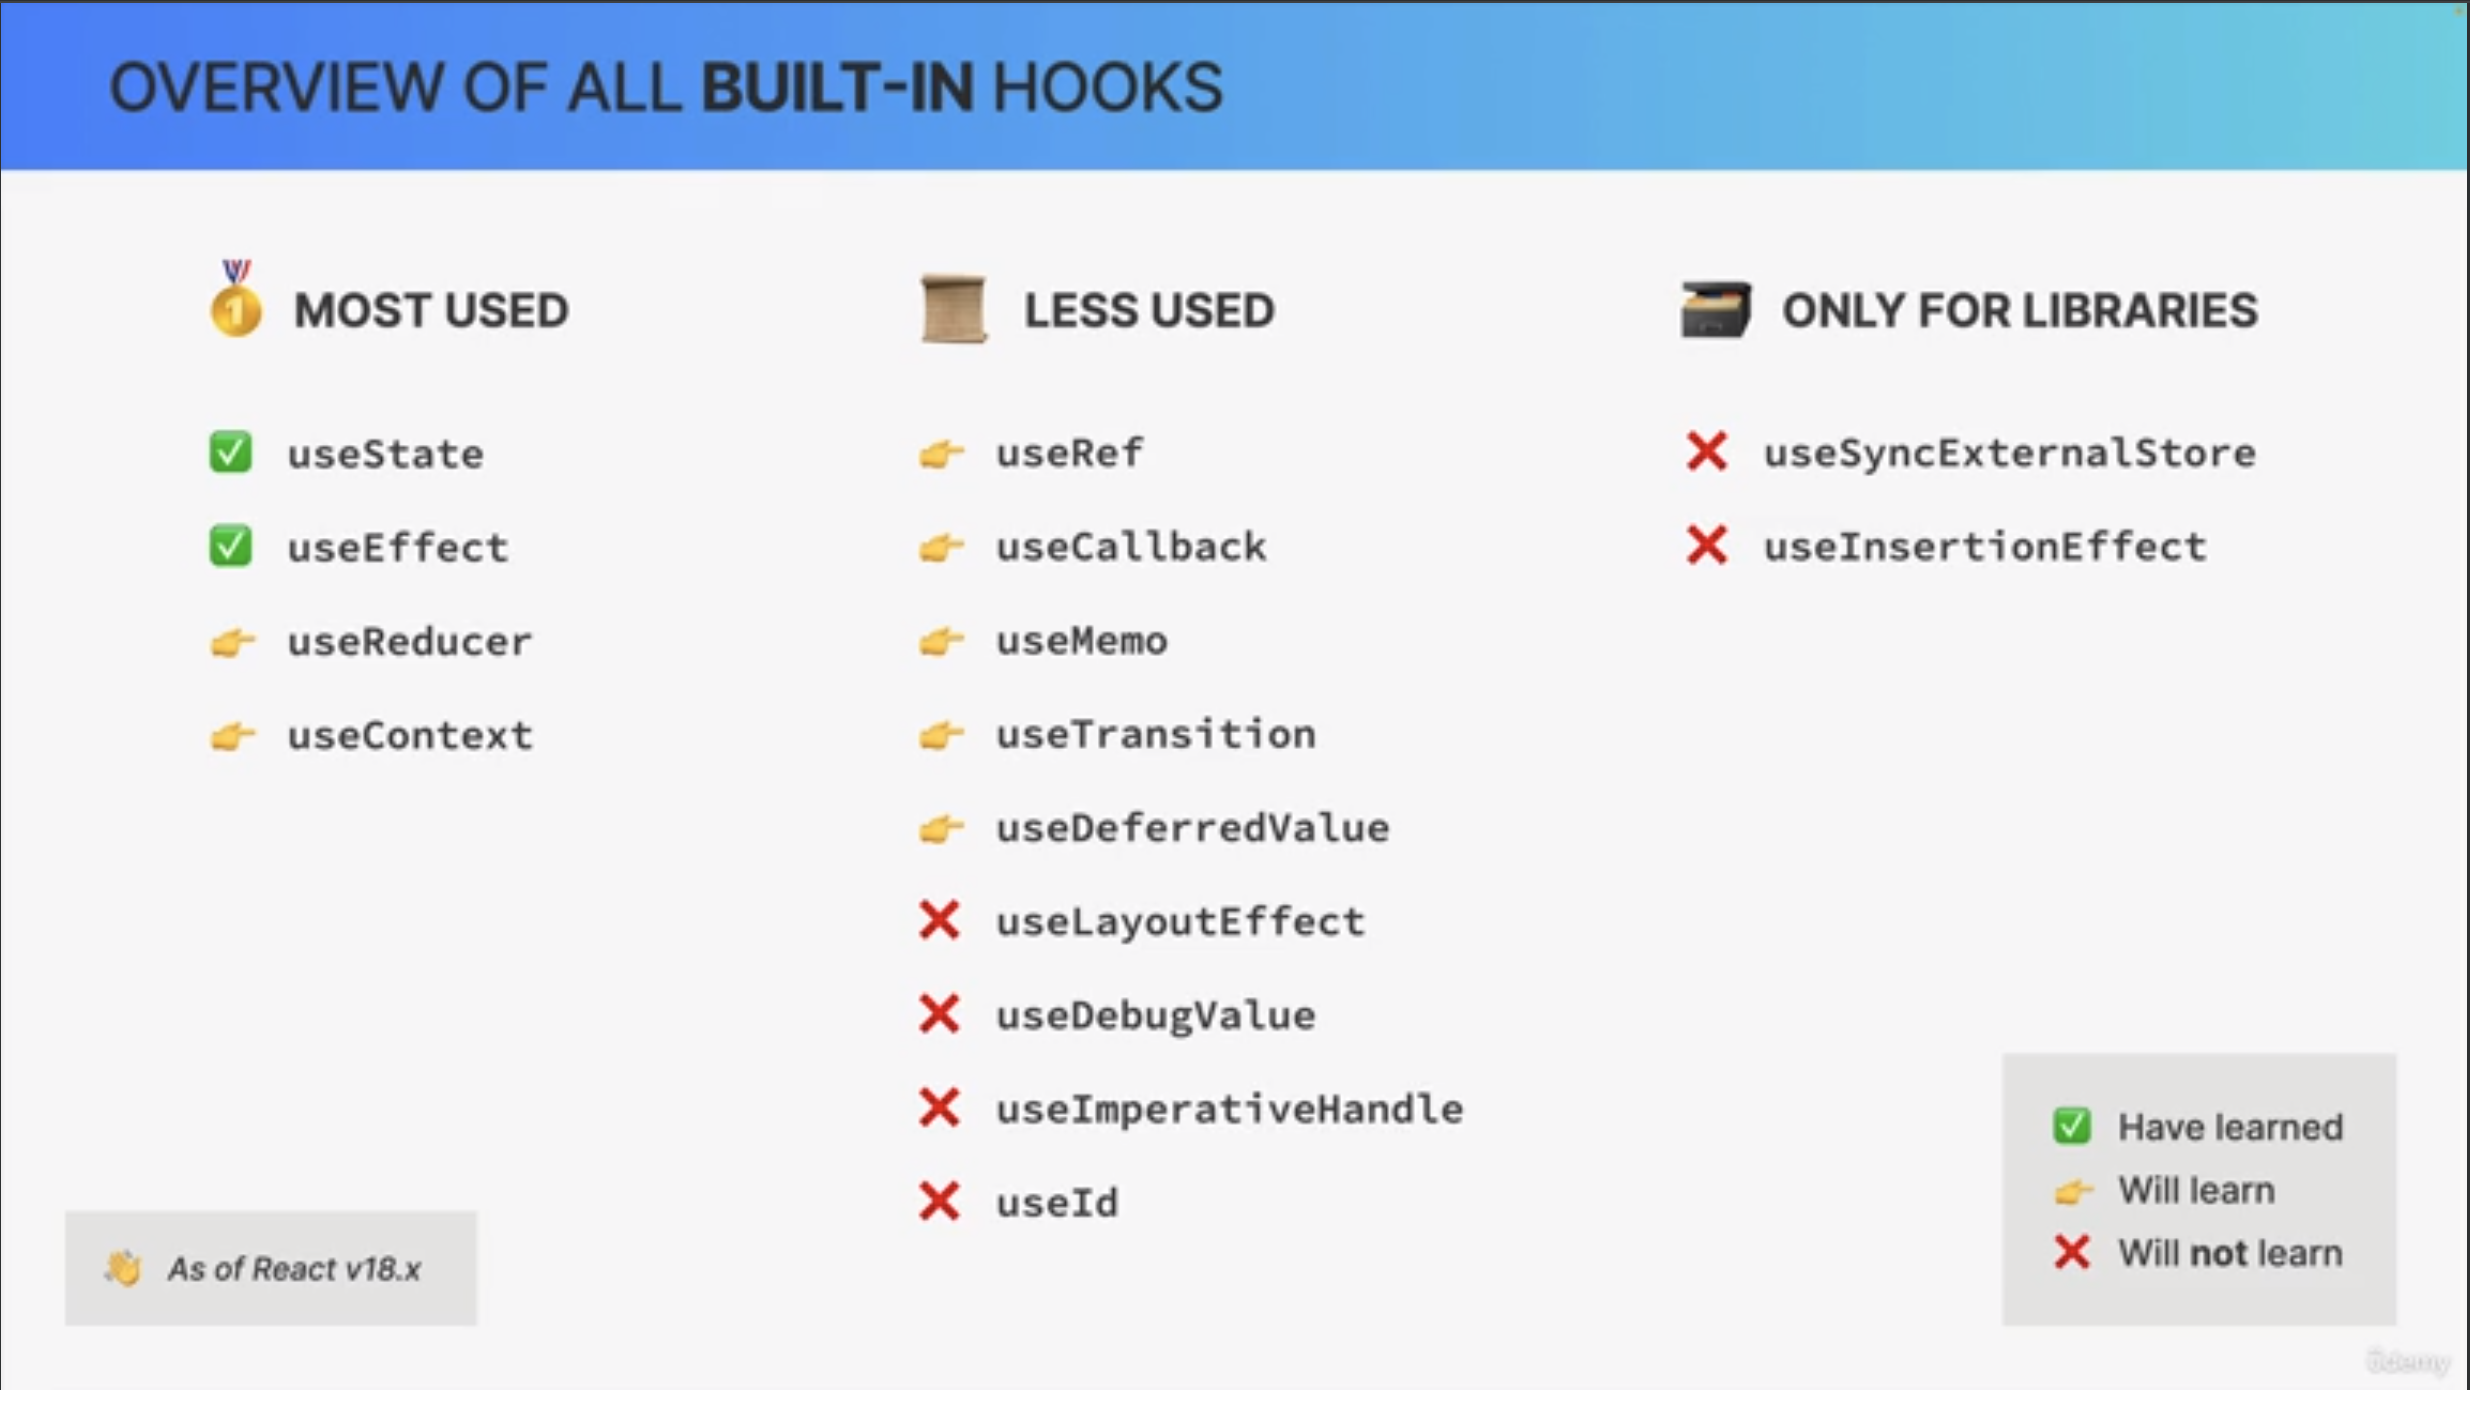 OVERVIEW OF ALL BUILT-IN HOOKS
MOST USED
useState
useEffect
useReducer
useContext
LESS USED
useRef
useCallback
useMemo
useTransition
useDeferredValue
useLayoutEffect
useDebugValue
useImperativeHandle
useId
ONLY FOR LIBRARIES
useSyncExternalStore
useInsertionEffect
As of React v18.x
Have learned
Will learn
Will not learn
ûdemy